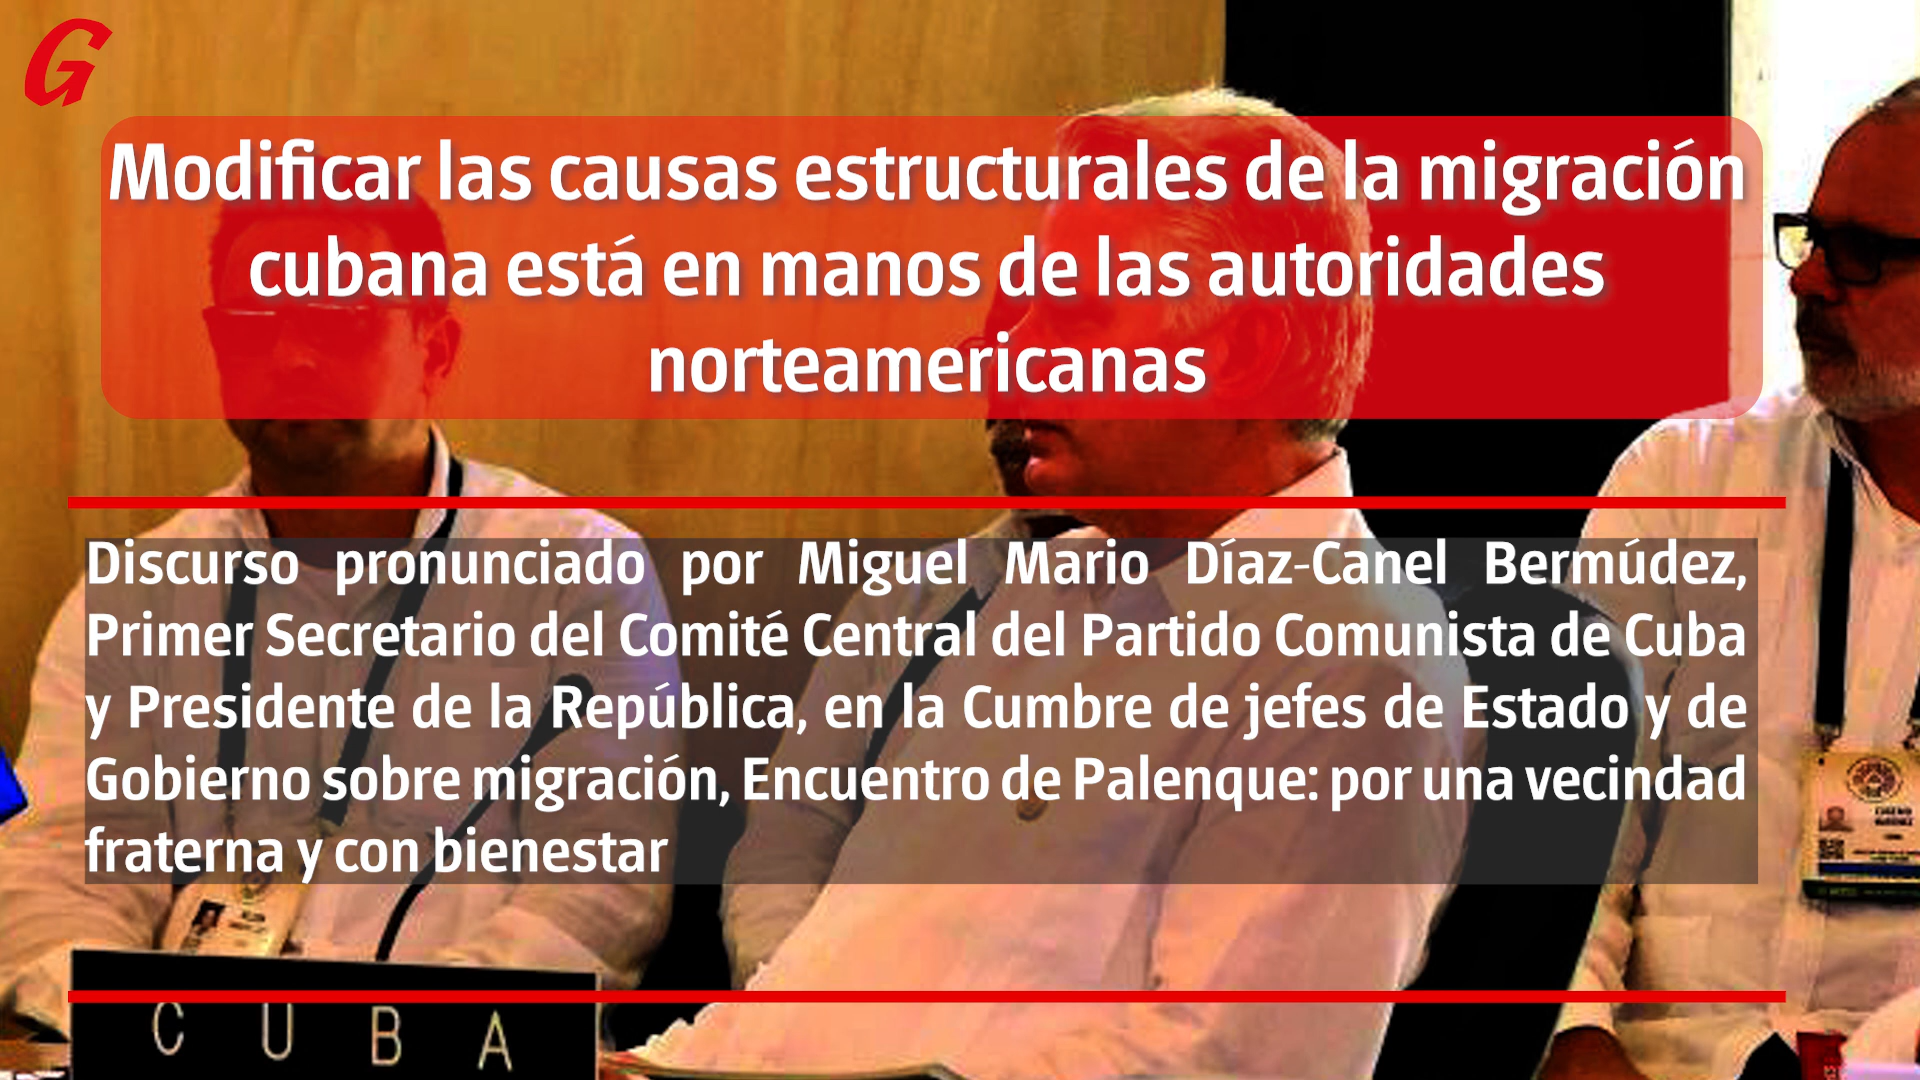 G
Modificar las causas estructurales de la migración
cubana está en manos de las autoridades
norteamericanas
Discurso pronunciado por Miguel Mario Díaz-Canel Bermúdez,
Primer Secretario del Comité Central del Partido Comunista de Cuba
y Presidente de la República, en la Cumbre de jefes de Estado y de
Gobierno sobre migración, Encuentro de Palenque: por una vecindad
fraterna y con bienestar
CUBA